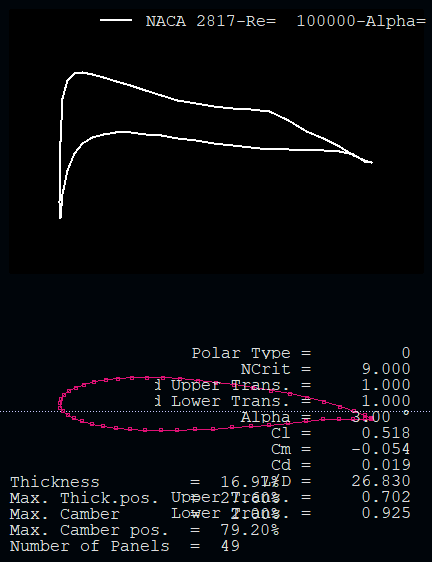 NACA 2817-Re=  100000-Alpha=
Polar Type = 0
NCrit = 9.000
i Upper Trans. = 1.000
i Lower Trans. = 1.000
Alpha = 3.00 °
Cl = 0.518
Cm = -0.054
Cd = 0.019
L/D = 26.830
Thickness = 16.97%
Upper Trans. = 0.702
Max. Thick.pos. = 27.60%
Lower Trans. = 0.925
Max. Camber = 2.00%
Max. Camber pos. = 79.20%
Number of Panels = 49